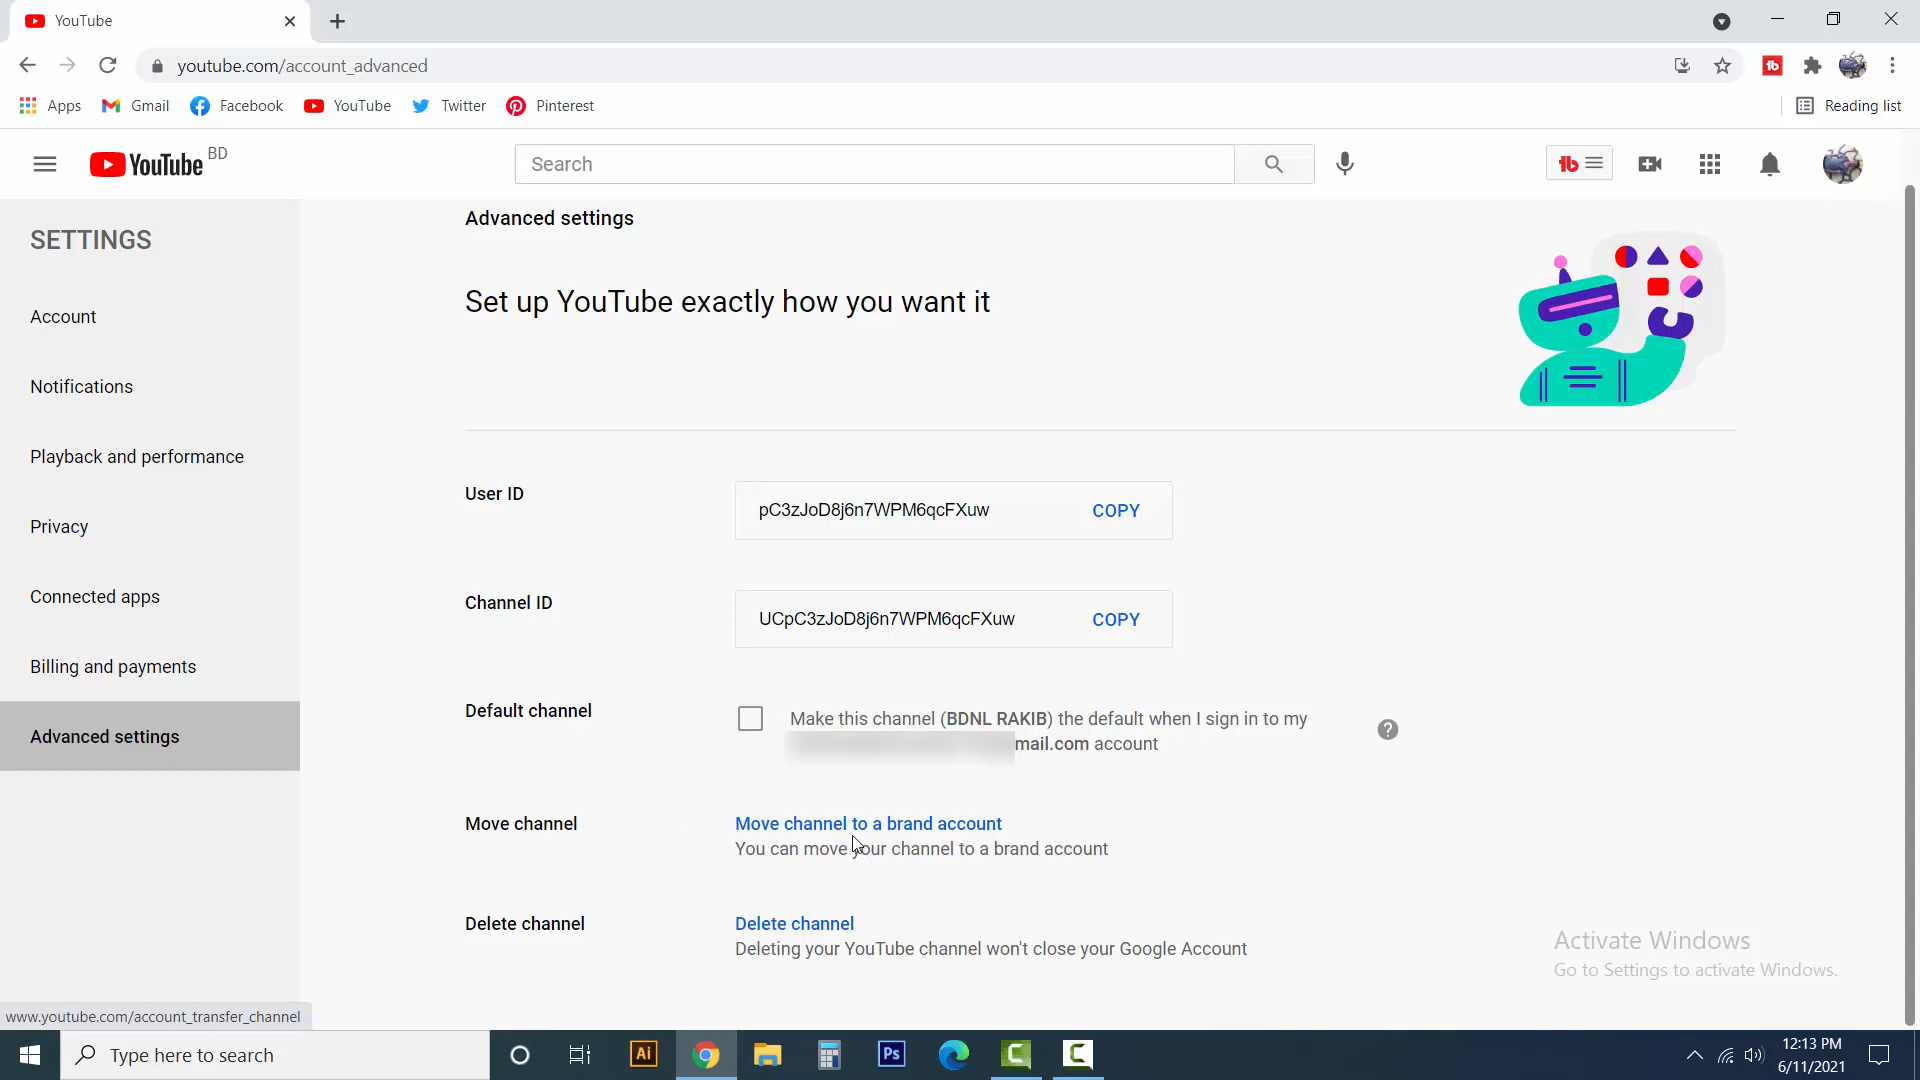 YouTube
youtube.com/account_advanced
Apps
Gmail
Facebook
YouTube
Twitter
Pinterest
Reading list
YouTube BD
Search
SETTINGS
Account
Notifications
Playback and performance
Privacy
Connected apps
Billing and payments
Advanced settings
Advanced settings
Set up YouTube exactly how you want it
User ID
pC3zJoD8j6n7WPM6qcFXuw
COPY
Channel ID
UCpC3zJoD8j6n7WPM6qcFXuw
COPY
Default channel
Make this channel (BDNL RAKIB) the default when I sign in to my
mail.com account
?
Move channel
Move channel to a brand account
You can move your channel to a brand account
Delete channel
Delete channel
Deleting your YouTube channel won't close your Google Account
Activate Windows
Go to Settings to activate Windows.
www.youtube.com/account_transfer_channel
Type here to search
Ai
Ps
12:13 PM
6/11/2021